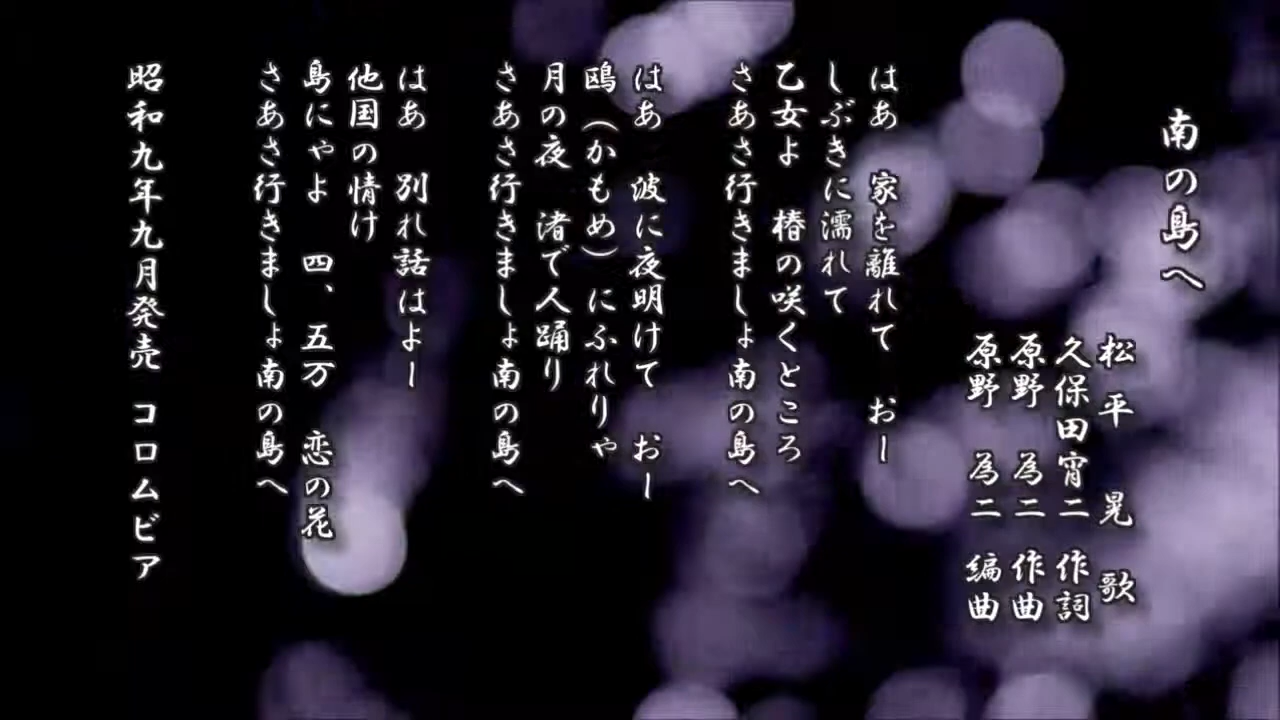 南の島へ
松平 晃 歌
久保田宵二 作詞
原野 為二 作曲
原野 為二 編曲
はあ 家を離れて おー
しぶきに濡れて
乙女よ 椿の咲くところ
さあさ行きましょ南の島へ
はあ 波に夜明けて おー
鴎(かもめ)にふれりゃ
月の夜 渚で人踊り
さあさ行きましょ南の島へ
はあ 別れ話はよー
他国の情け
島にゃよ 四、五万 恋の花
さあさ行きましょ南の島へ
昭和九年九月発売 コロムビア